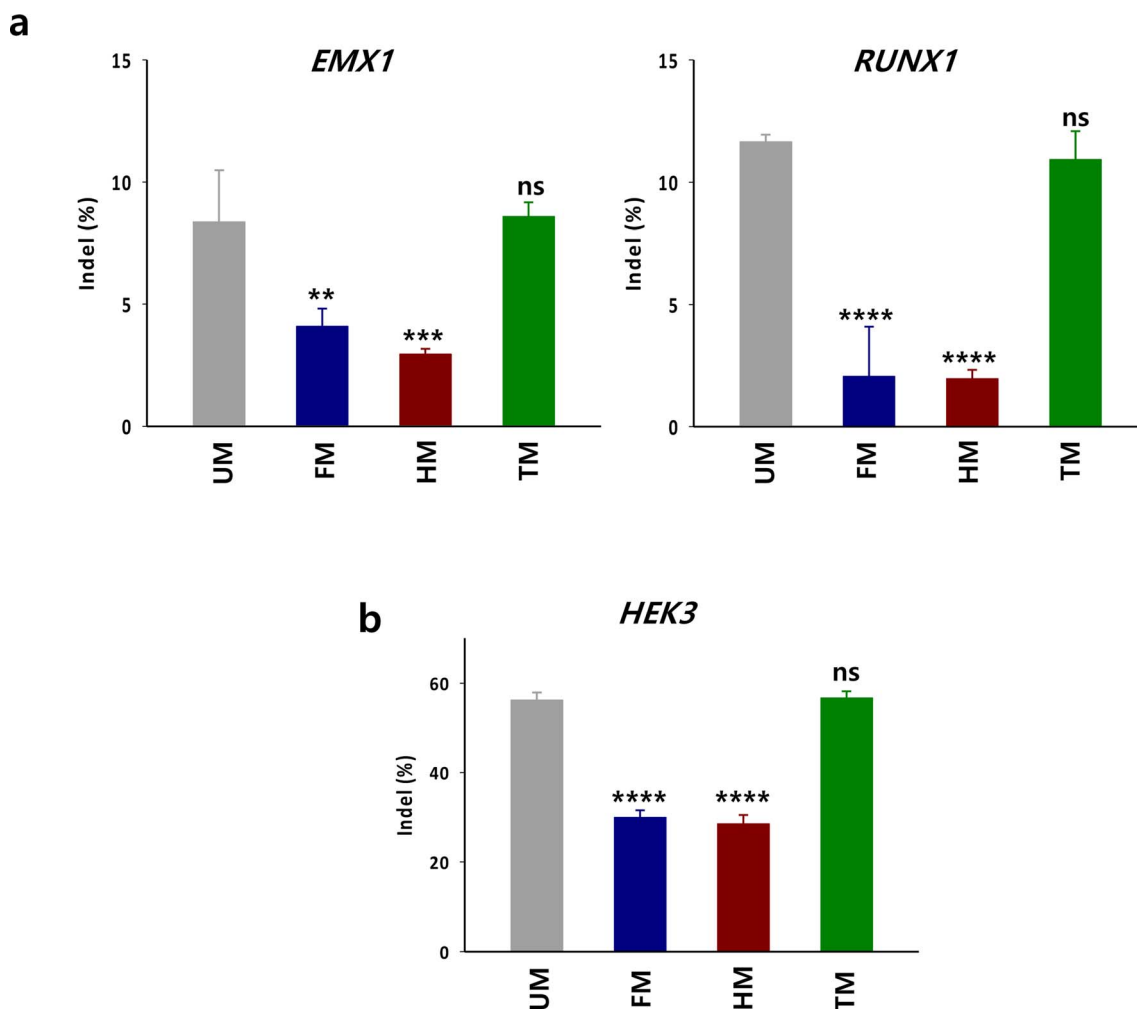 a
EMX1
15
10
5
0
Indel (%)
**
***
ns
UM
FM
HM
TM
RUNX1
15
10
5
0
Indel (%)
****
****
ns
UM
FM
HM
TM
b
HEK3
60
40
20
0
Indel (%)
****
****
ns
UM
FM
HM
TM